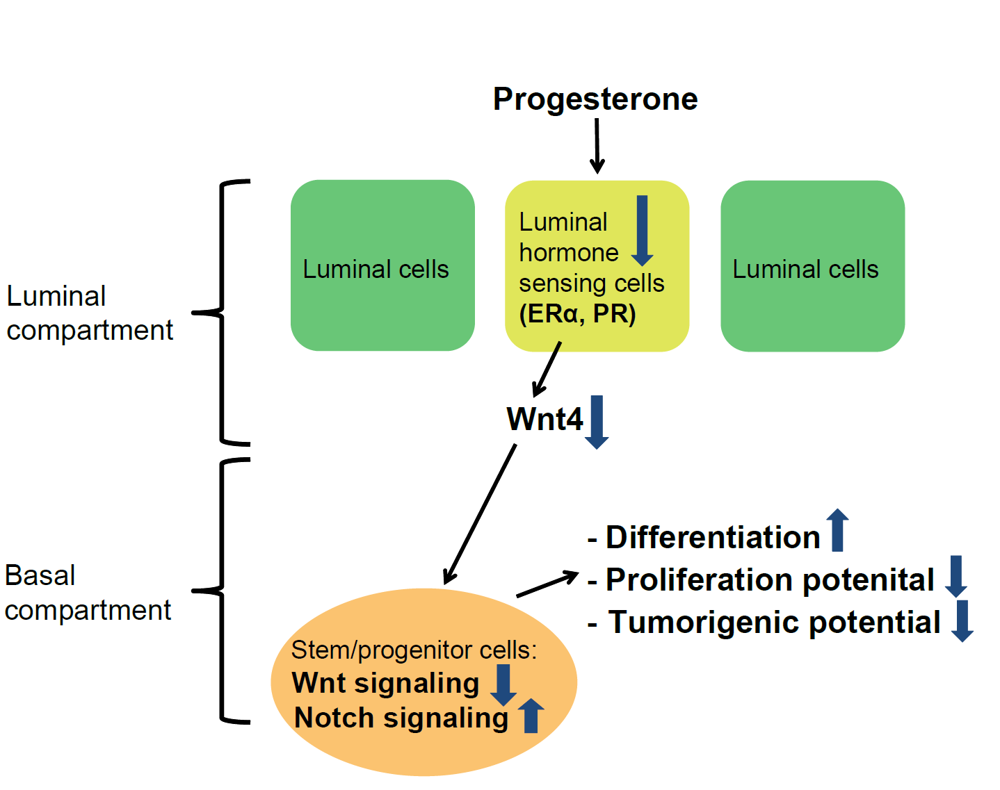 Progesterone
Luminal cells
Luminal
hormone
sensing cells
(ERα, PR)
Luminal cells
Luminal
compartment
Wnt4
- Differentiation
- Proliferation potenital
- Tumorigenic potential
Basal
compartment
Stem/progenitor cells:
Wnt signaling
Notch signaling